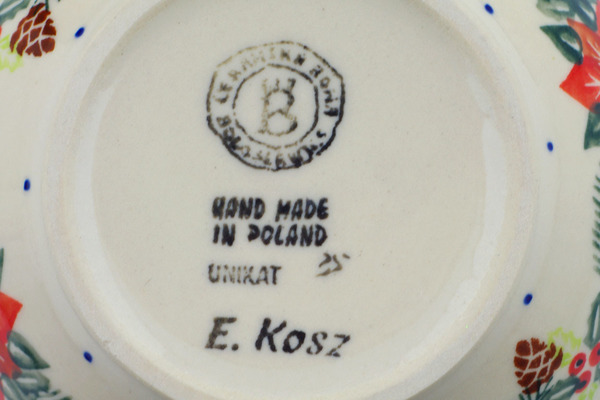 B
HAND MADE
IN POLAND
UNIKAT
25
E. Kosz